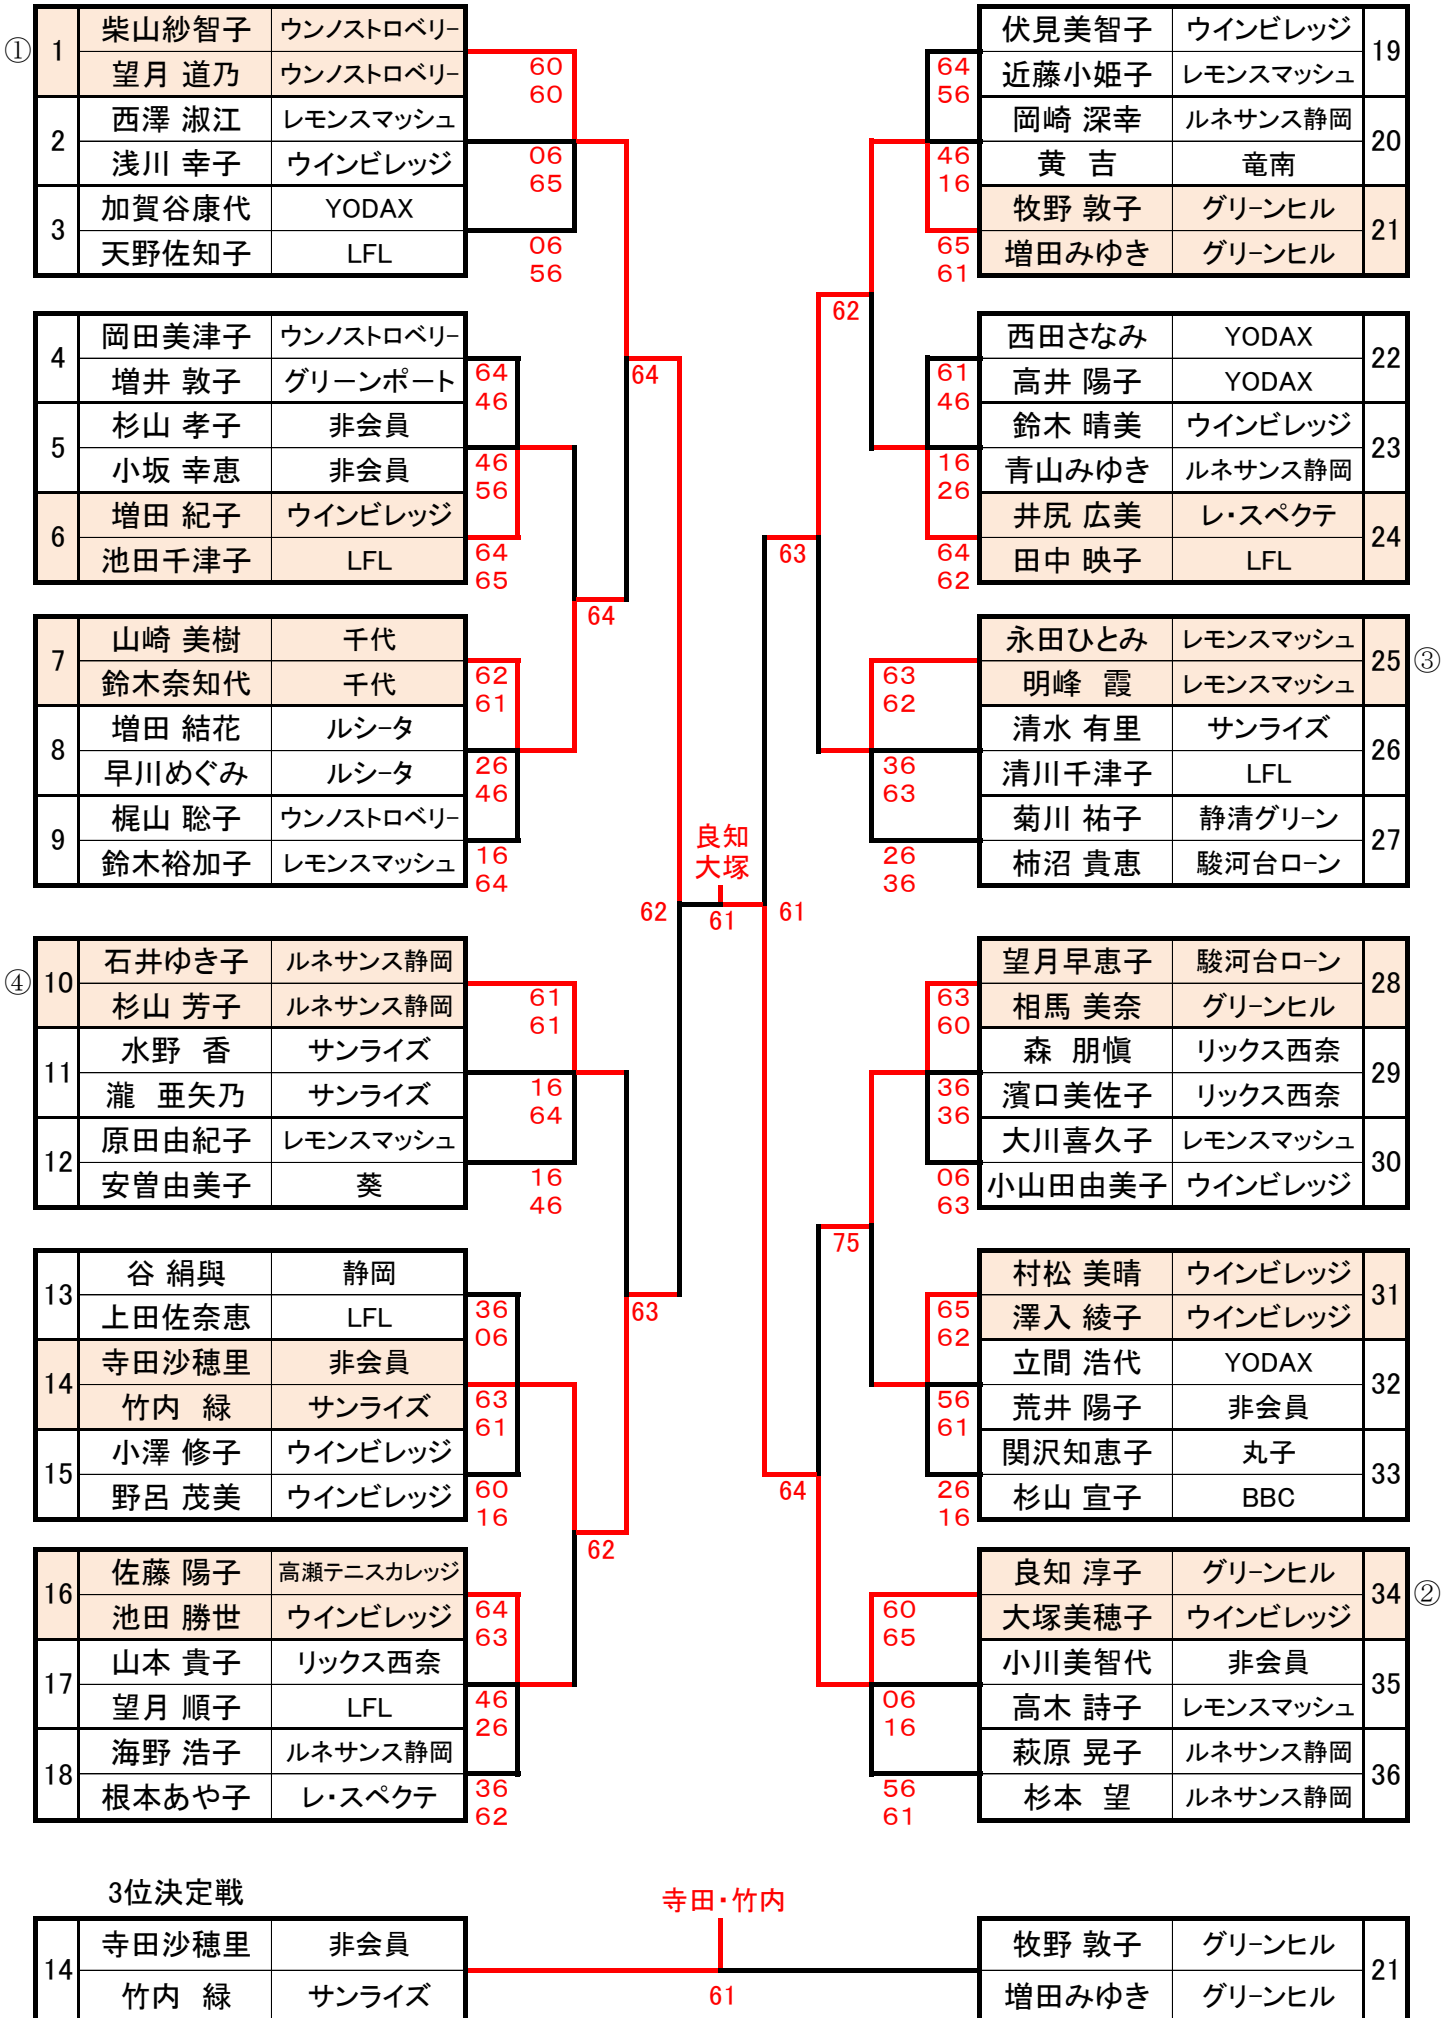 ① 1 柴山紗智子 ウンノストロベリー
望月 道乃 ウンノストロベリー
60
60
2 西澤 淑江 レモンスマッシュ
浅川 幸子 ウインビレッジ
06
65
3 加賀谷康代 YODAX
天野佐知子 LFL
06
56
4 岡田美津子 ウンノストロベリー
増井 敦子 グリーンポート
64
46
5 杉山 孝子 非会員
小坂 幸恵 非会員
46
56
6 増田 紀子 ウインビレッジ
池田千津子 LFL
64
65
7 山崎 美樹 千代
鈴木奈知代 千代
62
61
8 増田 結花 ルシータ
早川めぐみ ルシータ
26
46
9 梶山 聡子 ウンノストロベリー
鈴木裕加子 レモンスマッシュ
16
64
④ 10 石井ゆき子 ルネサンス静岡
杉山 芳子 ルネサンス静岡
61
61
11 水野 香 サンライズ
瀧 亜矢乃 サンライズ
16
64
12 原田由紀子 レモンスマッシュ
安曽由美子 葵
16
46
13 谷 絹與 静岡
上田佐奈恵 LFL
36
06
14 寺田沙穂里 非会員
竹内 緑 サンライズ
63
61
15 小澤 修子 ウインビレッジ
野呂 茂美 ウインビレッジ
60
16
16 佐藤 陽子 高瀬テニスカレッジ
池田 勝世 ウインビレッジ
64
63
17 山本 貴子 リックス西奈
望月 順子 LFL
46
26
18 海野 浩子 ルネサンス静岡
根本あや子 レ・スペクテ
36
62
64
64
62
63
62
良知
大塚
61
61
63
62
75
64
伏見美智子 ウインビレッジ 19
近藤小姫子 レモンスマッシュ
64
56
岡崎 深幸 ルネサンス静岡 20
黄 吉 竜南
46
16
牧野 敦子 グリーンヒル 21
増田みゆき グリーンヒル
65
61
西田さなみ YODAX 22
高井 陽子 YODAX
61
46
鈴木 晴美 ウインビレッジ 23
青山みゆき ルネサンス静岡
16
26
井尻 広美 レ・スペクテ 24
田中 映子 LFL
64
62
永田ひとみ レモンスマッシュ 25 ③
明峰 霞 レモンスマッシュ
63
62
清水 有里 サンライズ 26
清川千津子 LFL
36
63
菊川 祐子 静清グリーン 27
柿沼 貴恵 駿河台ローン
26
36
望月早恵子 駿河台ローン 28
相馬 美奈 グリーンヒル
63
60
森 朋愼 リックス西奈 29
濱口美佐子 リックス西奈
36
36
大川喜久子 レモンスマッシュ 30
小山田由美子 ウインビレッジ
06
63
村松 美晴 ウインビレッジ 31
澤入 綾子 ウインビレッジ
65
62
立間 浩代 YODAX 32
荒井 陽子 非会員
56
61
関沢知恵子 丸子 33
杉山 宣子 BBC
26
16
良知 淳子 グリーンヒル 34 ②
大塚美穂子 ウインビレッジ
60
65
小川美智代 非会員 35
高木 詩子 レモンスマッシュ
06
16
萩原 晃子 ルネサンス静岡 36
杉本 望 ルネサンス静岡
56
61
3位決定戦
寺田・竹内
14 寺田沙穂里 非会員
竹内 緑 サンライズ
61
牧野 敦子 グリーンヒル 21
増田みゆき グリーンヒル